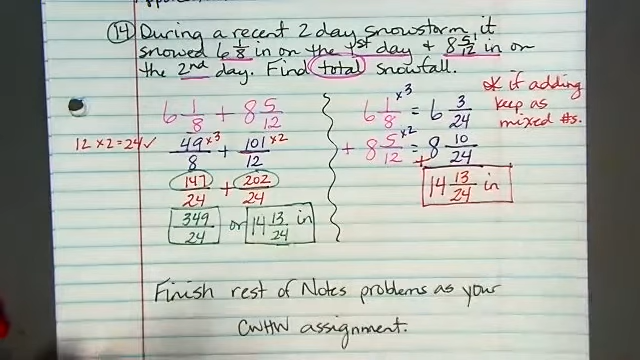 (14) During a recent 2 day snowstorm, it
snowed 6 1/8 in on the 1st day & 8 5/12 in on
the 2nd day. Find total snowfall.
6 1/8 + 8 5/12
12 x 2 = 24 ✓
49/8 x3 + 101/12 x2
147/24 + 202/24
349/24 or 14 13/24 in
6 1/8 x3 = 6 3/24
+ 8 5/12 x2 = + 8 10/24
14 13/24 in
* if adding
keep as
mixed #s.
Finish rest of Notes problems as your
CWHW assignment.